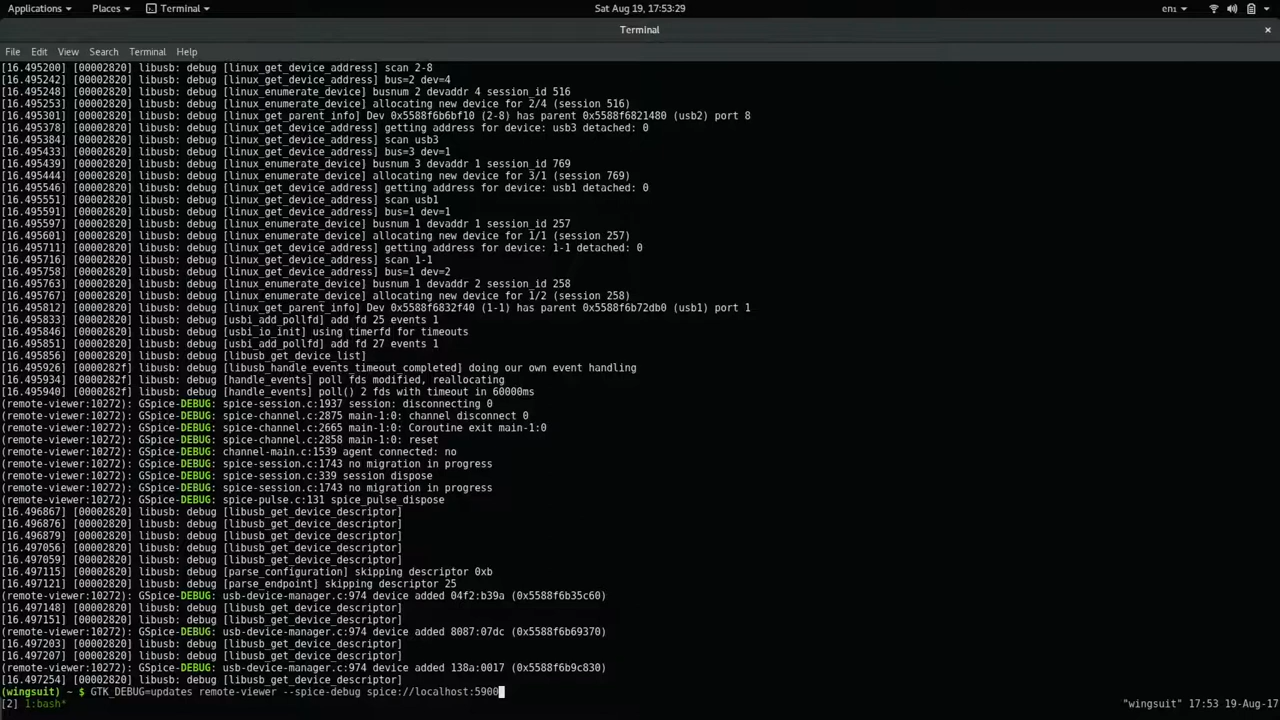 Applications Places Terminal Sat Aug 19, 17:53:29 en₁
Terminal
File Edit View Search Terminal Help
[16.495200] [00002820] libusb: debug [linux_get_device_address] scan 2-8
[16.495242] [00002820] libusb: debug [linux_get_device_address] bus=2 dev=4
[16.495248] [00002820] libusb: debug [linux_enumerate_device] busnum 2 devaddr 4 session_id 516
[16.495253] [00002820] libusb: debug [linux_enumerate_device] allocating new device for 2/4 (session 516)
[16.495301] [00002820] libusb: debug [linux_get_parent_info] Dev 0x5588f6b6bf10 (2-8) has parent 0x5588f6821480 (usb2) port 8
[16.495378] [00002820] libusb: debug [linux_get_device_address] getting address for device: usb3 detached: 0
[16.495384] [00002820] libusb: debug [linux_get_device_address] scan usb3
[16.495433] [00002820] libusb: debug [linux_get_device_address] bus=3 dev=1
[16.495439] [00002820] libusb: debug [linux_enumerate_device] busnum 3 devaddr 1 session_id 769
[16.495444] [00002820] libusb: debug [linux_enumerate_device] allocating new device for 3/1 (session 769)
[16.495546] [00002820] libusb: debug [linux_get_device_address] getting address for device: usb1 detached: 0
[16.495551] [00002820] libusb: debug [linux_get_device_address] scan usb1
[16.495591] [00002820] libusb: debug [linux_get_device_address] bus=1 dev=1
[16.495597] [00002820] libusb: debug [linux_enumerate_device] busnum 1 devaddr 1 session_id 257
[16.495601] [00002820] libusb: debug [linux_enumerate_device] allocating new device for 1/1 (session 257)
[16.495711] [00002820] libusb: debug [linux_get_device_address] getting address for device: 1-1 detached: 0
[16.495716] [00002820] libusb: debug [linux_get_device_address] scan 1-1
[16.495758] [00002820] libusb: debug [linux_get_device_address] bus=1 dev=2
[16.495763] [00002820] libusb: debug [linux_enumerate_device] busnum 1 devaddr 2 session_id 258
[16.495767] [00002820] libusb: debug [linux_enumerate_device] allocating new device for 1/2 (session 258)
[16.495812] [00002820] libusb: debug [linux_get_parent_info] Dev 0x5588f6832f40 (1-1) has parent 0x5588f6b72db0 (usb1) port 1
[16.495833] [00002820] libusb: debug [usbi_add_pollfd] add fd 25 events 1
[16.495846] [00002820] libusb: debug [usbi_io_init] using timerfd for timeouts
[16.495851] [00002820] libusb: debug [usbi_add_pollfd] add fd 27 events 1
[16.495856] [00002820] libusb: debug [libusb_get_device_list]
[16.495926] [0000282f] libusb: debug [libusb_handle_events_timeout_completed] doing our own event handling
[16.495934] [0000282f] libusb: debug [handle_events] poll fds modified, reallocating
[16.495940] [0000282f] libusb: debug [handle_events] poll() 2 fds with timeout in 60000ms
(remote-viewer:10272): GSpice-DEBUG: spice-session.c:1937 session: disconnecting 0
(remote-viewer:10272): GSpice-DEBUG: spice-channel.c:2875 main-1:0: channel disconnect 0
(remote-viewer:10272): GSpice-DEBUG: spice-channel.c:2665 main-1:0: Coroutine exit main-1:0
(remote-viewer:10272): GSpice-DEBUG: spice-channel.c:2858 main-1:0: reset
(remote-viewer:10272): GSpice-DEBUG: channel-main.c:1539 agent connected: no
(remote-viewer:10272): GSpice-DEBUG: spice-session.c:1743 no migration in progress
(remote-viewer:10272): GSpice-DEBUG: spice-session.c:339 session dispose
(remote-viewer:10272): GSpice-DEBUG: spice-session.c:1743 no migration in progress
(remote-viewer:10272): GSpice-DEBUG: spice-pulse.c:131 spice_pulse_dispose
[16.496867] [00002820] libusb: debug [libusb_get_device_descriptor]
[16.496876] [00002820] libusb: debug [libusb_get_device_descriptor]
[16.496879] [00002820] libusb: debug [libusb_get_device_descriptor]
[16.497056] [00002820] libusb: debug [libusb_get_device_descriptor]
[16.497059] [00002820] libusb: debug [libusb_get_device_descriptor]
[16.497115] [00002820] libusb: debug [parse_configuration] skipping descriptor 0xb
[16.497121] [00002820] libusb: debug [parse_endpoint] skipping descriptor 25
(remote-viewer:10272): GSpice-DEBUG: usb-device-manager.c:974 device added 04f2:b39a (0x5588f6b35c60)
[16.497148] [00002820] libusb: debug [libusb_get_device_descriptor]
[16.497151] [00002820] libusb: debug [libusb_get_device_descriptor]
(remote-viewer:10272): GSpice-DEBUG: usb-device-manager.c:974 device added 8087:07dc (0x5588f6b69370)
[16.497203] [00002820] libusb: debug [libusb_get_device_descriptor]
[16.497207] [00002820] libusb: debug [libusb_get_device_descriptor]
(remote-viewer:10272): GSpice-DEBUG: usb-device-manager.c:974 device added 138a:0017 (0x5588f6b9c830)
[16.497254] [00002820] libusb: debug [libusb_get_device_descriptor]
(wingsuit) ~ $ GTK_DEBUG=updates remote-viewer --spice-debug spice://localhost:5900
[2] 1:bash* "wingsuit" 17:53 19-Aug-17